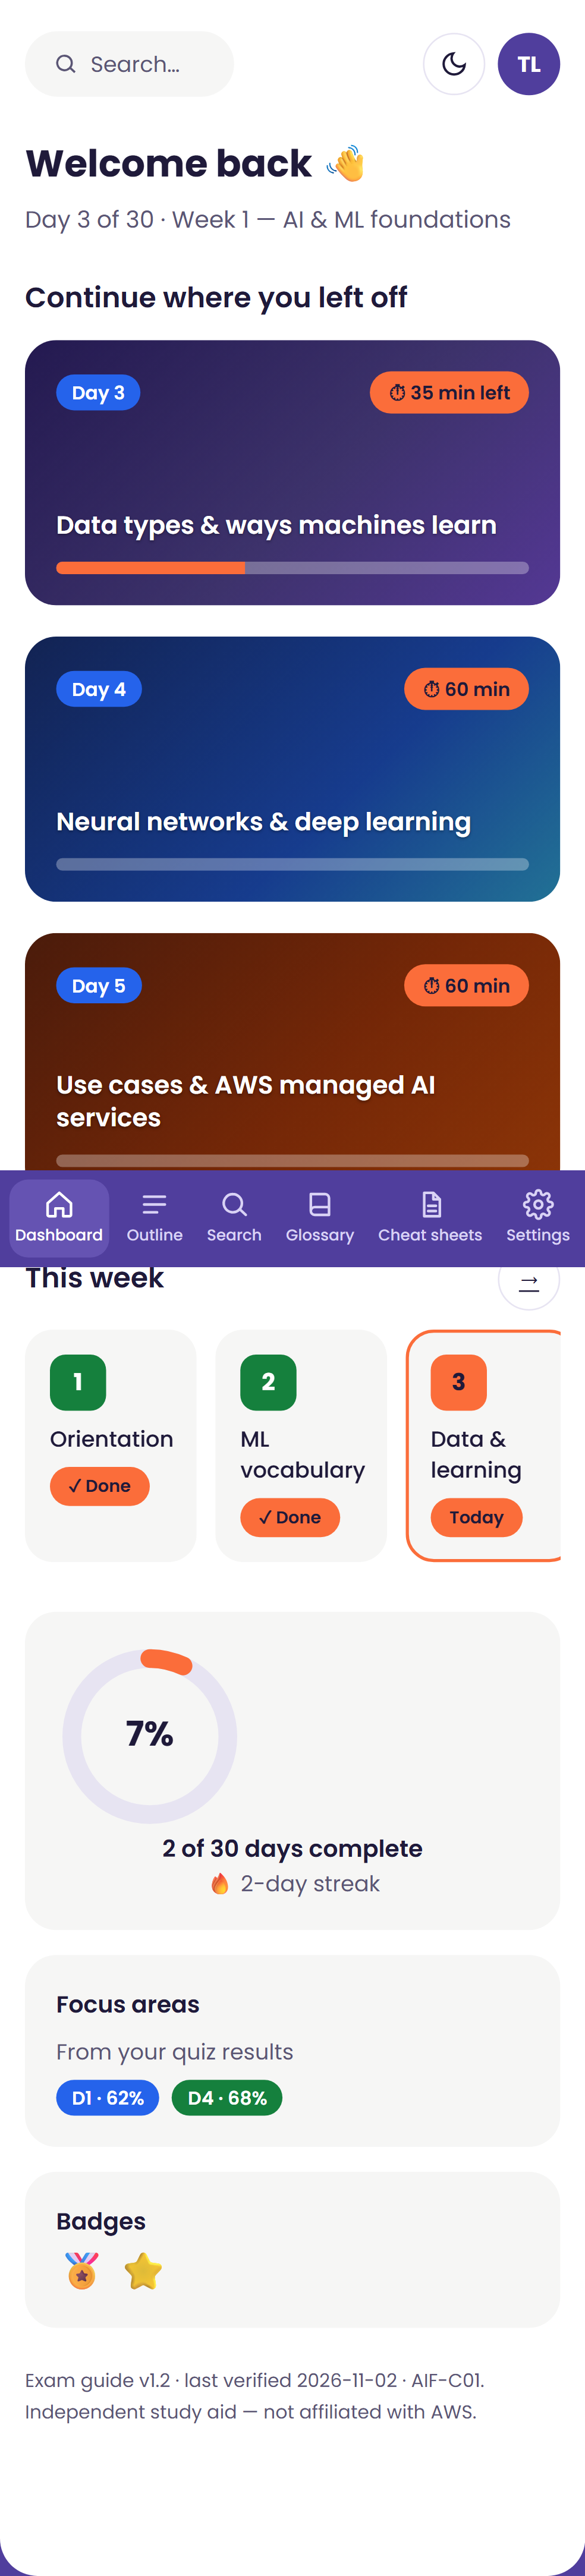 Search...
TL
Welcome back 👋
Day 3 of 30 · Week 1 — AI & ML foundations
Continue where you left off
Day 3
⏱ 35 min left
Data types & ways machines learn
Day 4
⏱ 60 min
Neural networks & deep learning
Day 5
⏱ 60 min
Use cases & AWS managed AI
services
Dashboard
Outline
Search
Glossary
Cheat sheets
Settings
This week
→
1
Orientation
✓ Done
2
ML
vocabulary
✓ Done
3
Data &
learning
Today
7%
2 of 30 days complete
🔥 2-day streak
Focus areas
From your quiz results
D1 · 62%
D4 · 68%
Badges
🏅 ⭐
Exam guide v1.2 · last verified 2026-11-02 · AIF-C01.
Independent study aid — not affiliated with AWS.